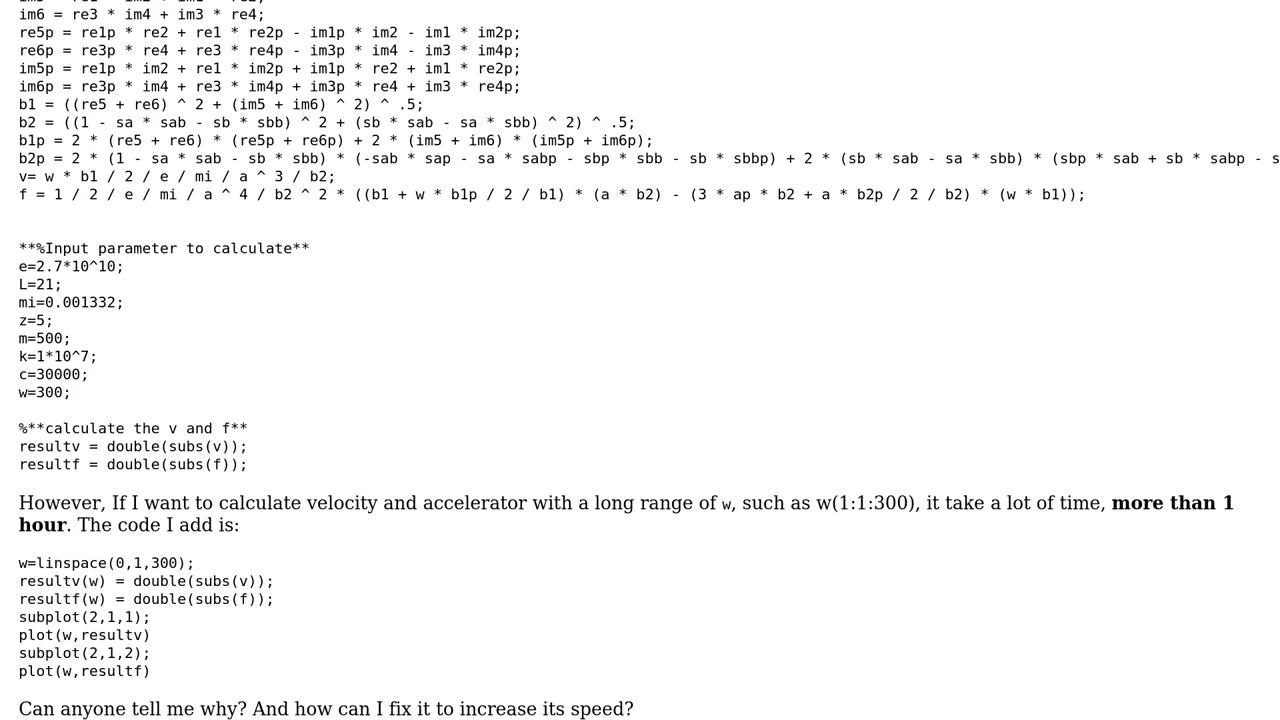 im6 = re3 * im4 + im3 * re4;
re5p = re1p * re2 + re1 * re2p - im1p * im2 - im1 * im2p;
re6p = re3p * re4 + re3 * re4p - im3p * im4 - im3 * im4p;
im5p = re1p * im2 + re1 * im2p + im1p * re2 + im1 * re2p;
im6p = re3p * im4 + re3 * im4p + im3p * re4 + im3 * re4p;
b1 = ((re5 + re6) ^ 2 + (im5 + im6) ^ 2) ^ .5;
b2 = ((1 - sa * sab - sb * sbb) ^ 2 + (sb * sab - sa * sbb) ^ 2) ^ .5;
b1p = 2 * (re5 + re6) * (re5p + re6p) + 2 * (im5 + im6) * (im5p + im6p);
b2p = 2 * (1 - sa * sab - sb * sbb) * (-sab * sap - sa * sabp - sbp * sbb - sb * sbbp) + 2 * (sb * sab - sa * sbb) * (sbp * sab + sb * sabp - s
v= w * b1 / 2 / e / mi / a ^ 3 / b2;
f = 1 / 2 / e / mi / a ^ 4 / b2 ^ 2 * ((b1 + w * b1p / 2 / b1) * (a * b2) - (3 * ap * b2 + a * b2p / 2 / b2) * (w * b1));
**%Input parameter to calculate**
e=2.7*10^10;
L=21;
mi=0.001332;
z=5;
m=500;
k=1*10^7;
c=30000;
w=300;
%**calculate the v and f**
resultv = double(subs(v));
resultf = double(subs(f));
However, If I want to calculate velocity and accelerator with a long range of w, such as w(1:1:300), it take a lot of time, more than 1
hour. The code I add is:
w=linspace(0,1,300);
resultv(w) = double(subs(v));
resultf(w) = double(subs(f));
subplot(2,1,1);
plot(w,resultv)
subplot(2,1,2);
plot(w,resultf)
Can anyone tell me why? And how can I fix it to increase its speed?